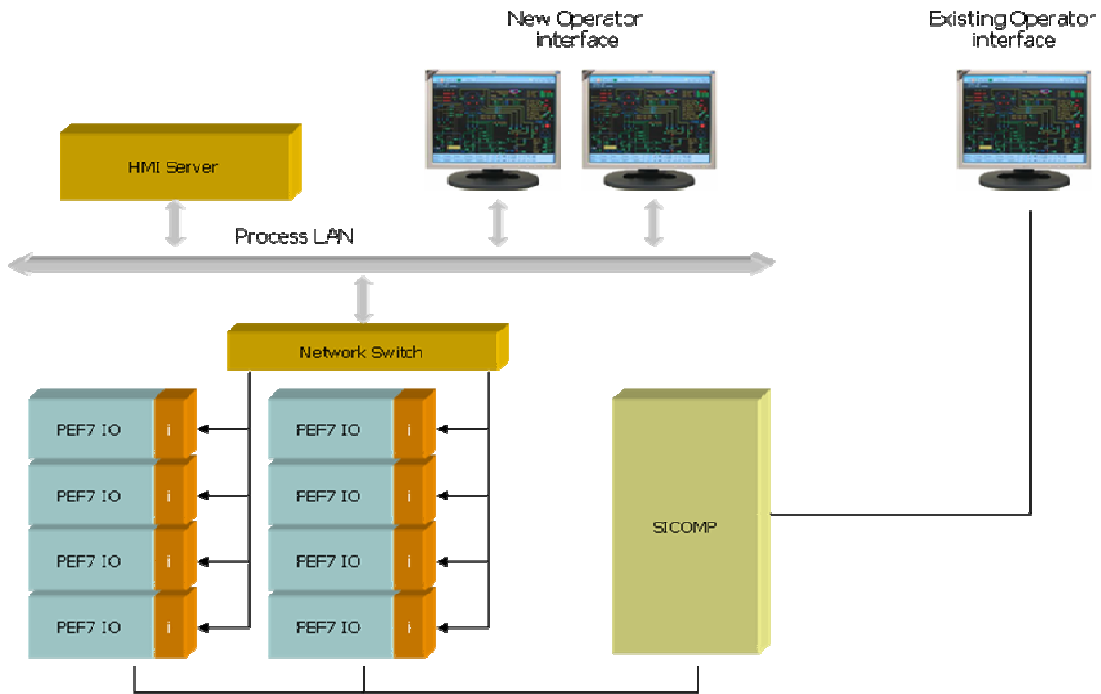 New Operator
interface
Existing Operator
interface
HMI Server
Process LAN
Network Switch
PEF7 IO i PEF7 IO i
PEF7 IO i PEF7 IO i
SICOMP
PEF7 IO i PEF7 IO i
PEF7 IO i PEF7 IO i